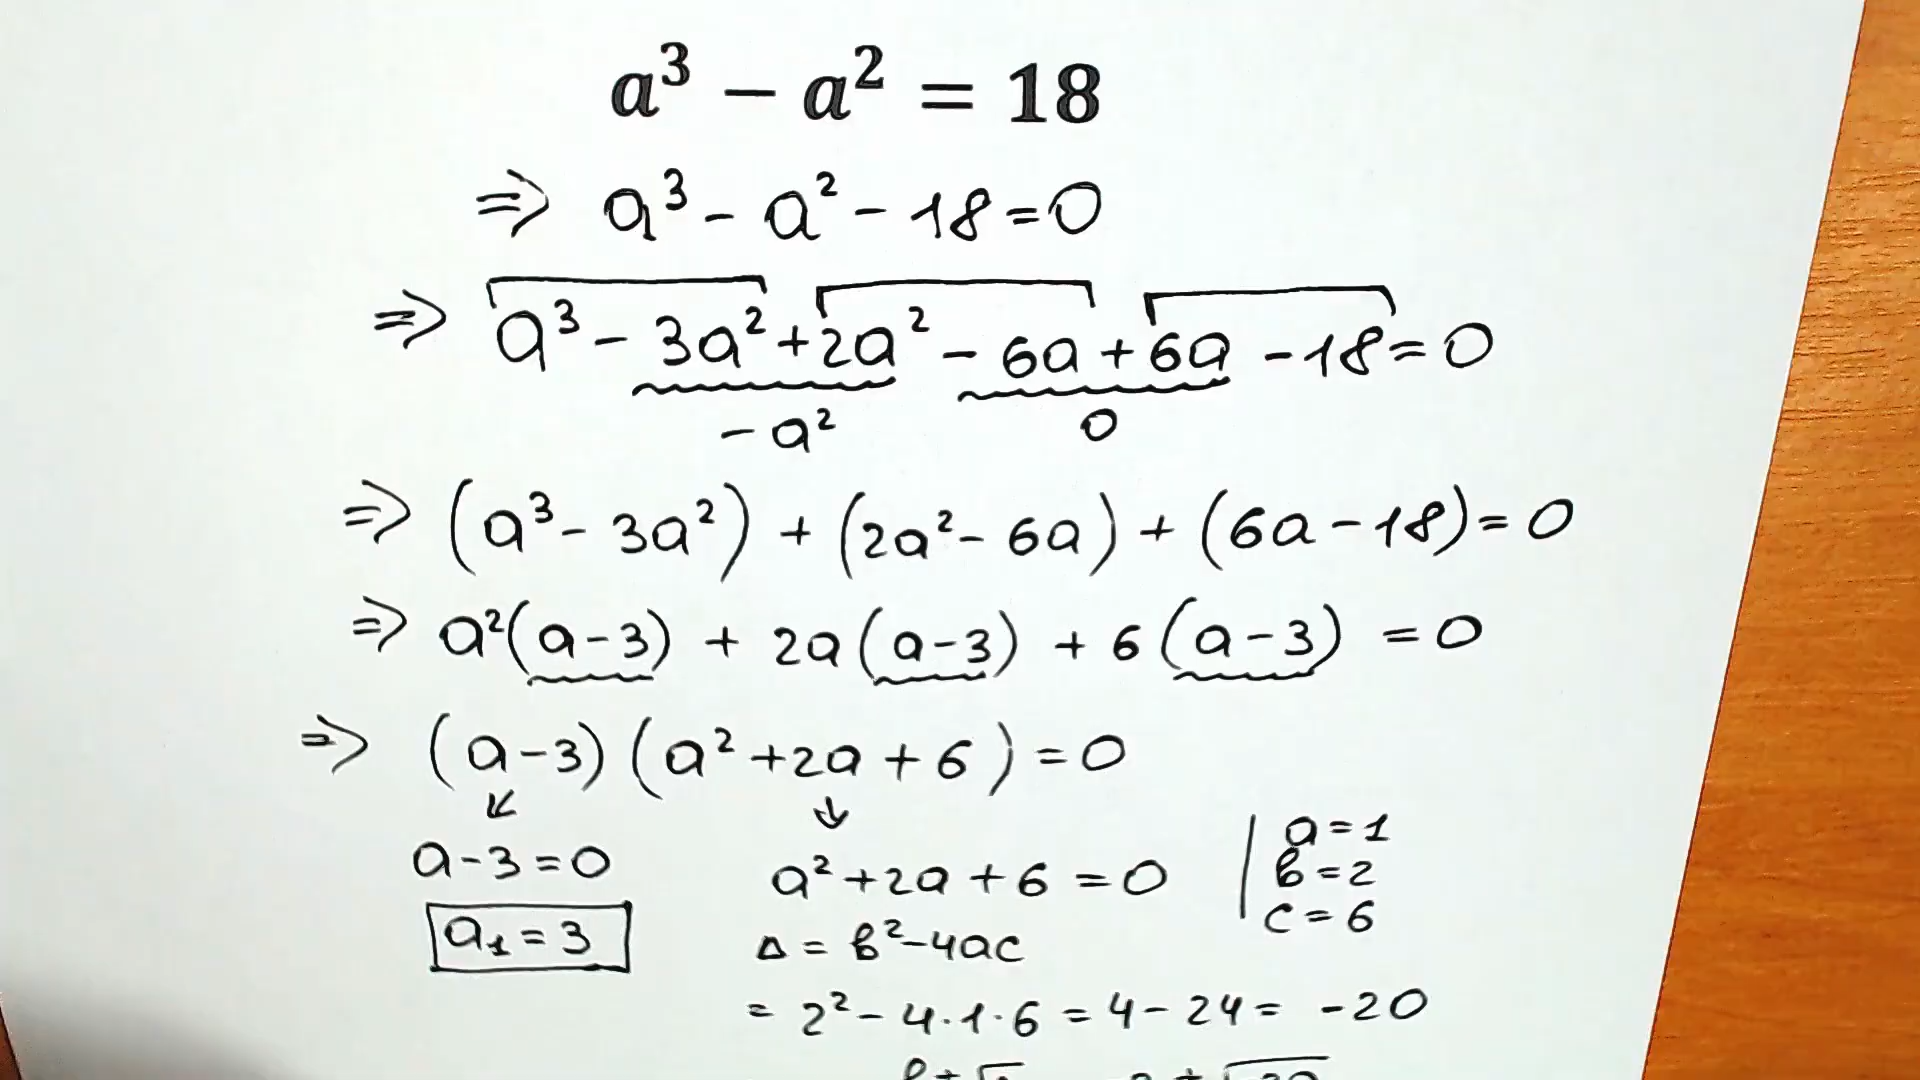 a³ − a² = 18
⇒ a³ - a² - 18 = 0
⇒ a³ - 3a² + 2a² - 6a + 6a - 18 = 0
- a² 0
⇒ (a³ - 3a²) + (2a² - 6a) + (6a - 18) = 0
⇒ a²(a - 3) + 2a(a - 3) + 6(a - 3) = 0
⇒ (a - 3)(a² + 2a + 6) = 0
↙ ↓
a - 3 = 0
a₁ = 3
a² + 2a + 6 = 0
Δ = b² - 4ac
= 2² - 4·1·6 = 4 - 24 = -20
a = 1
b = 2
c = 6